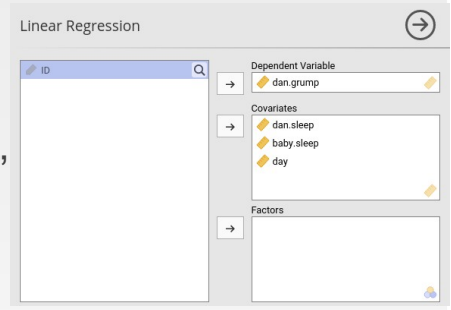 Linear Regression
ID
Dependent Variable
dan.grump
Covariates
dan.sleep
baby.sleep
day
Factors
,